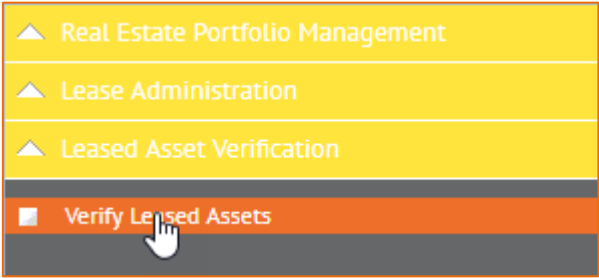 Real Estate Portfolio Management
Lease Administration
Leased Asset Verification
Verify Leased Assets